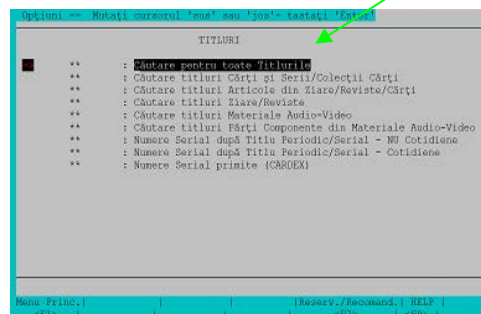 Opţiuni -- Mutaţi cursorul 'sus' sau 'jos'- tastaţi 'Enter'
TITLURI
** : Căutare pentru toate Titlurile
** : Căutare titluri Cărţi şi Serii/Colecţii Cărţi
** : Căutare titluri Articole din Ziare/Reviste/Cărţi
** : Căutare titluri Ziare/Reviste
** : Căutare titluri Materiale Audio-Video
** : Căutare titluri Părţi Componente din Materiale Audio-Video
** : Numere Serial după Titlu Periodic/Serial - NU Cotidiene
** : Numere Serial după Titlu Periodic/Serial - Cotidiene
** : Numere Serial primite (CARDEX)
Menu Princ.| | | |Reserv./Recomand.| HELP |